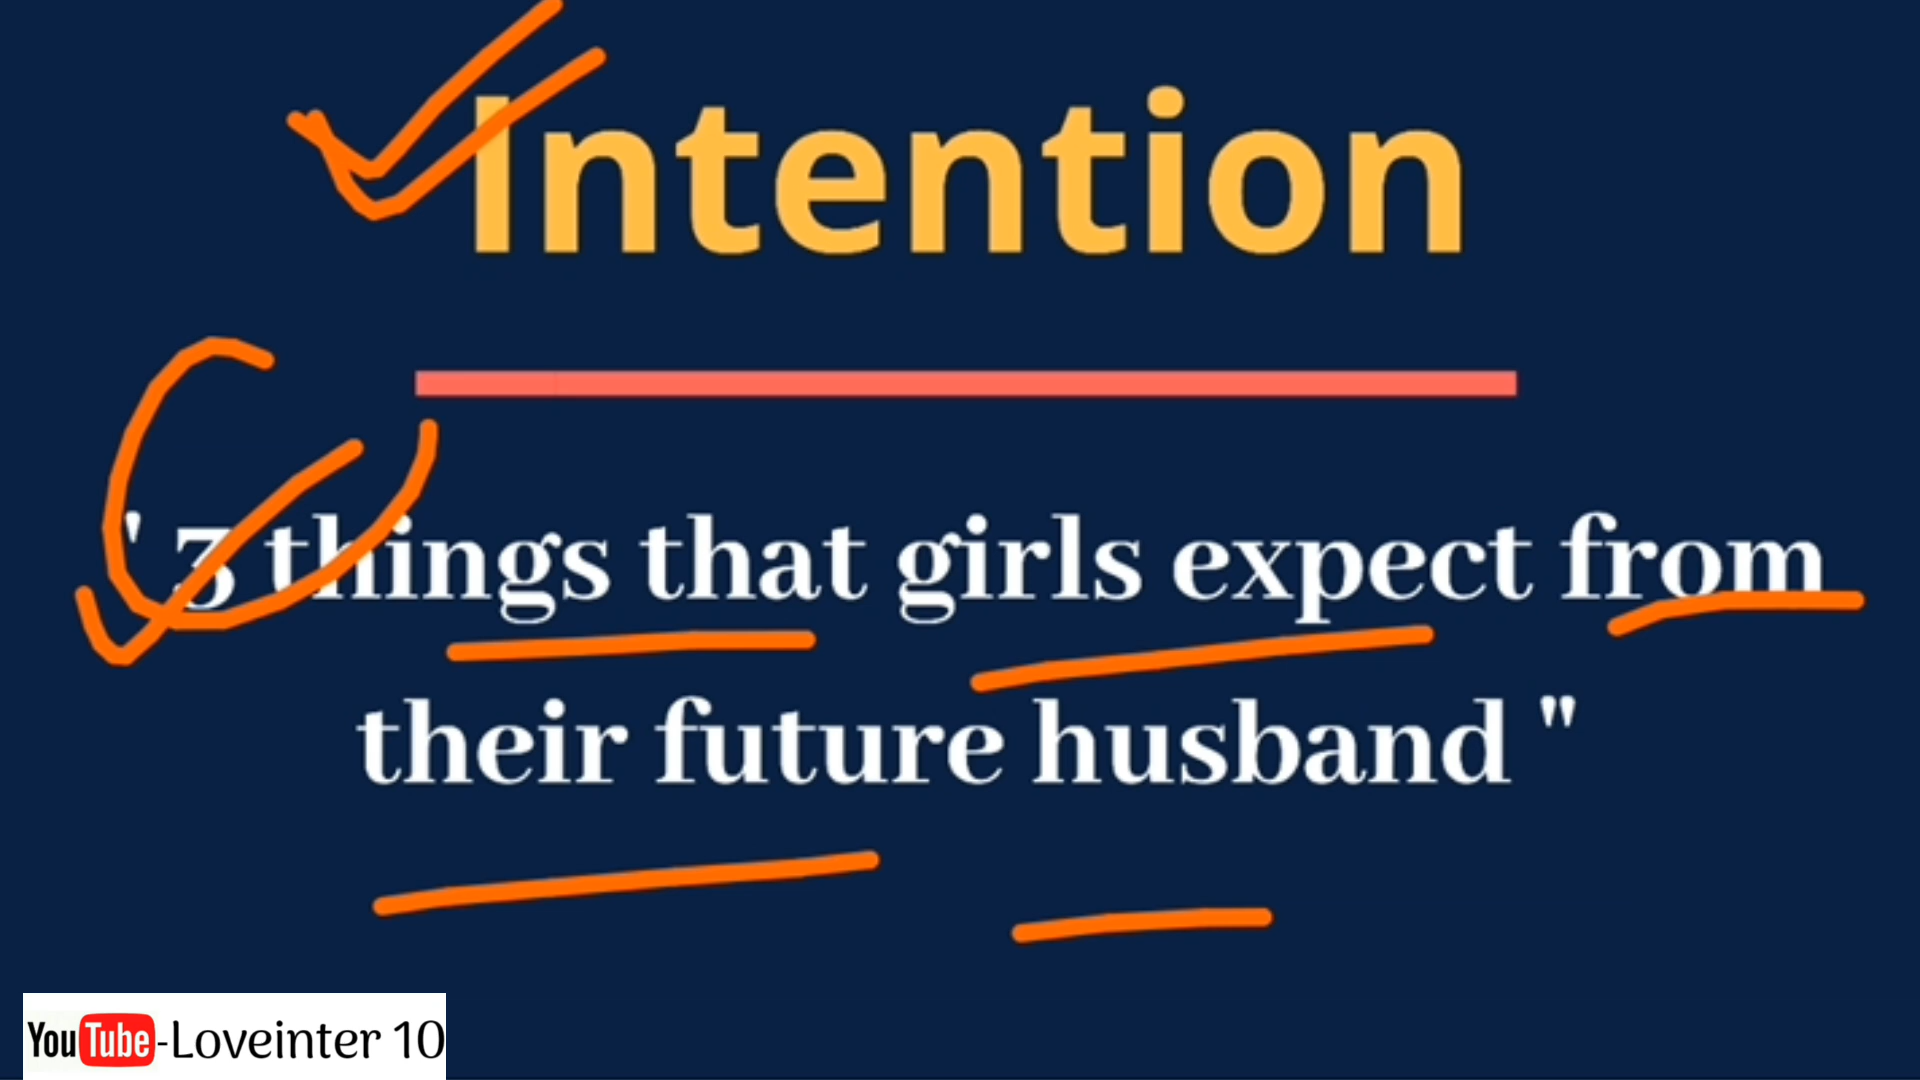 Intention
' 3 things that girls expect from
their future husband "
YouTube-Loveinter 10